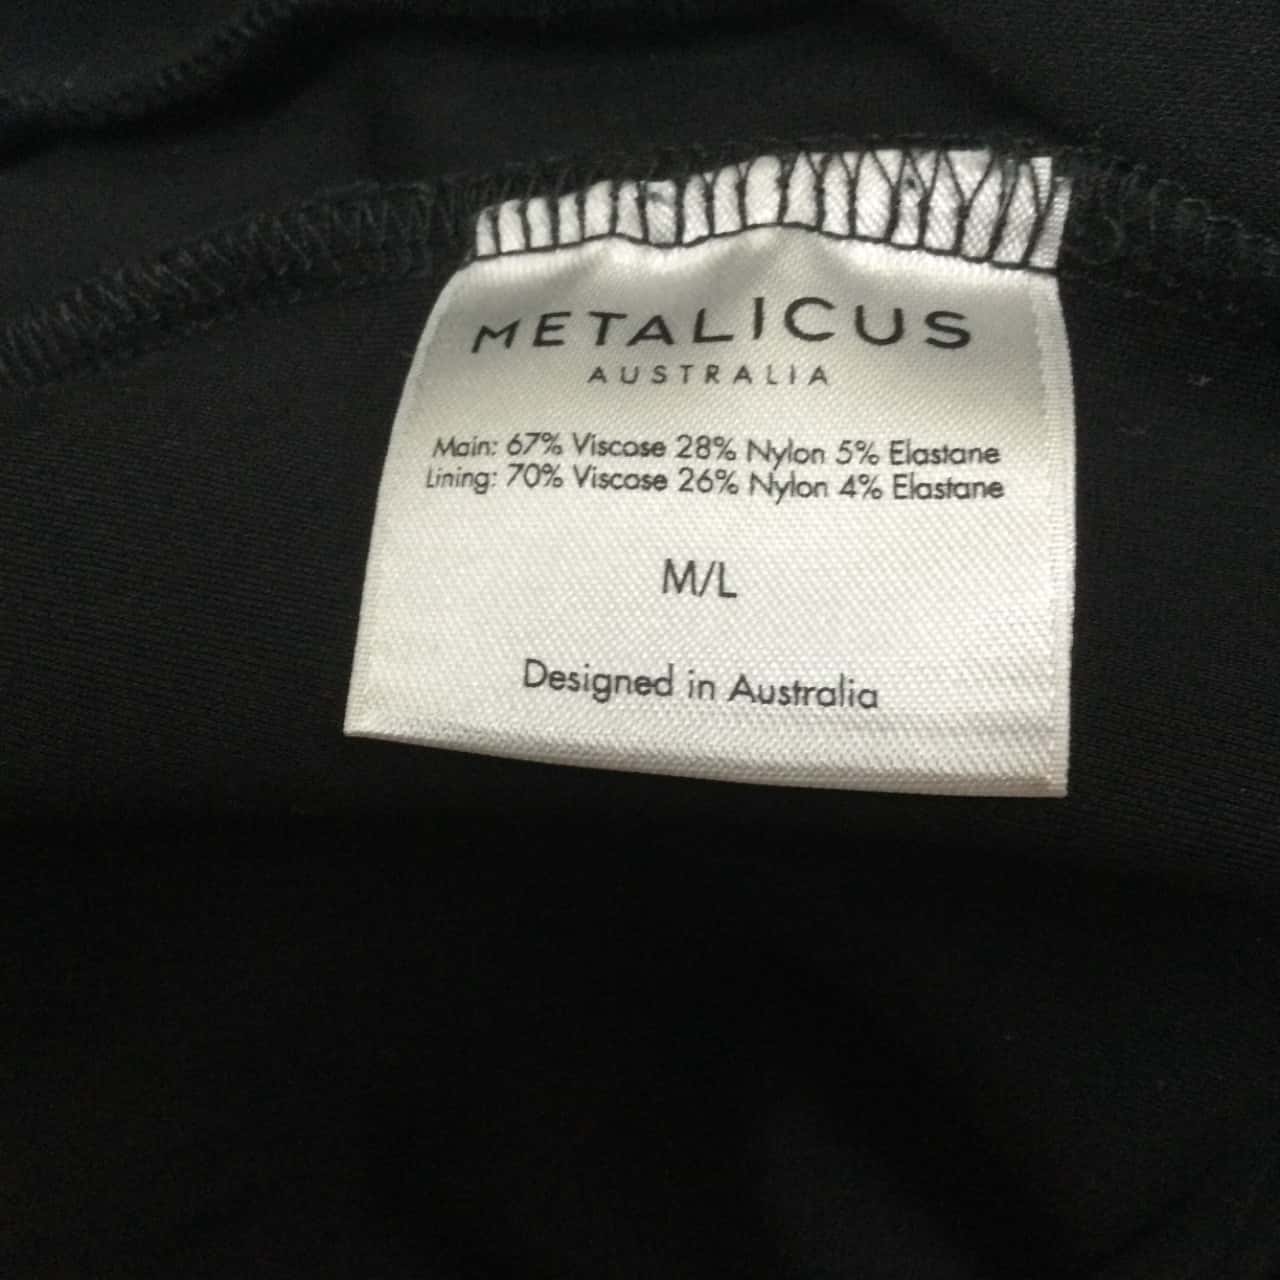 METALICUS
AUSTRALIA
Main: 67% Viscose 28% Nylon 5% Elastane
Lining: 70% Viscose 26% Nylon 4% Elastane
M/L
Designed in Australia